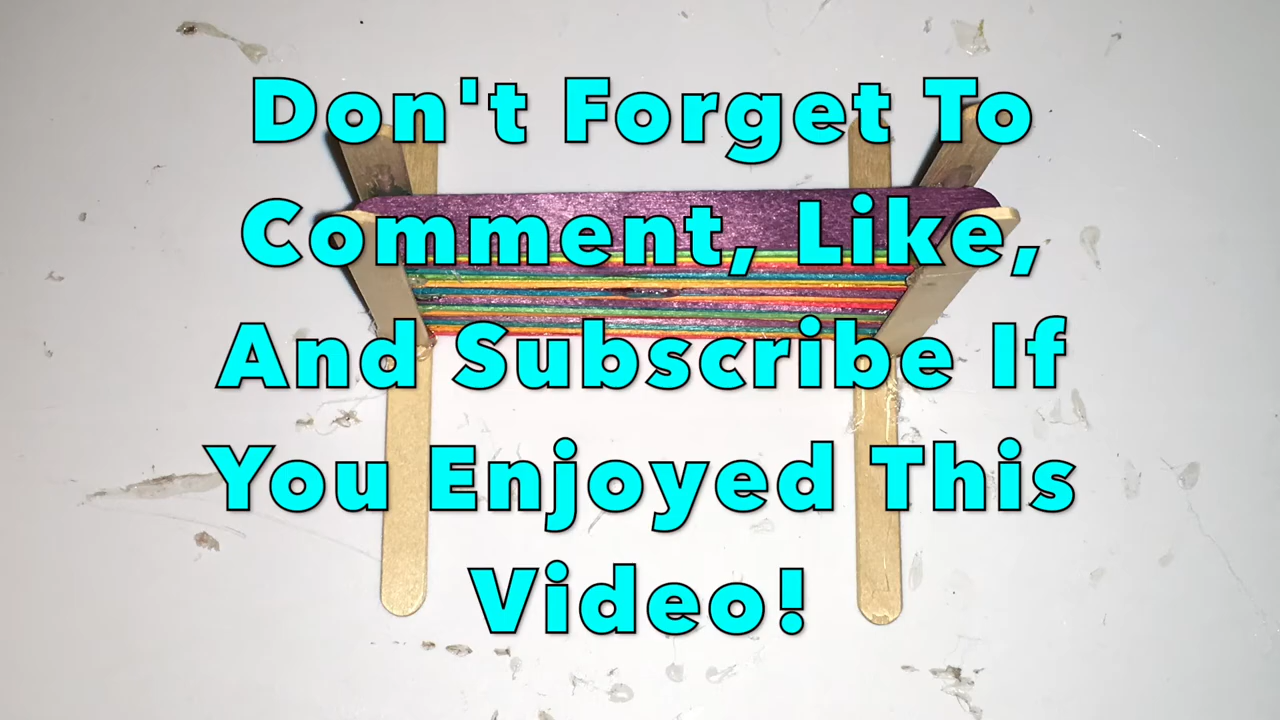 Don't Forget To
Comment, Like,
And Subscribe If
You Enjoyed This
Video!